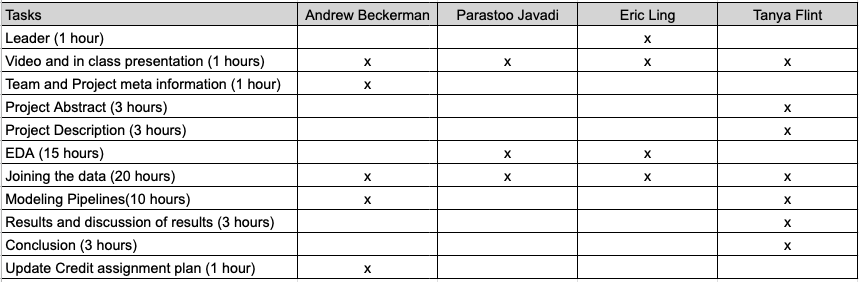 Tasks Andrew Beckerman Parastoo Javadi Eric Ling Tanya Flint
Leader (1 hour) x
Video and in class presentation (1 hours) x x x x
Team and Project meta information (1 hour) x
Project Abstract (3 hours) x
Project Description (3 hours) x
EDA (15 hours) x x
Joining the data (20 hours) x x x x
Modeling Pipelines(10 hours) x x
Results and discussion of results (3 hours) x
Conclusion (3 hours) x
Update Credit assignment plan (1 hour) x